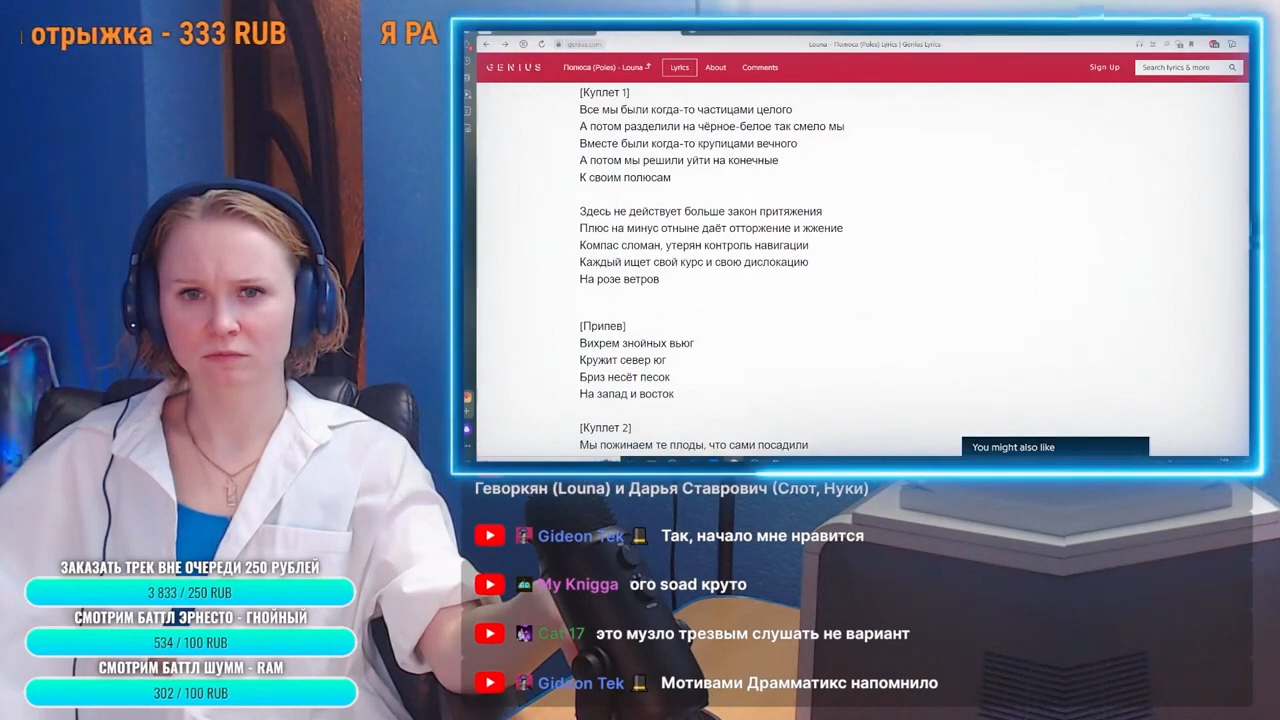 отрыжка - 333 RUB
Я РА
genius.com
Louna – Полюса (Poles) Lyrics | Genius Lyrics
GENIUS
Полюса (Poles) - Louna
Lyrics
About
Comments
Sign Up
Search lyrics & more
[Куплет 1]
Все мы были когда-то частицами целого
А потом разделили на чёрное-белое так смело мы
Вместе были когда-то крупицами вечного
А потом мы решили уйти на конечные
К своим полюсам
Здесь не действует больше закон притяжения
Плюс на минус отныне даёт отторжение и жжение
Компас сломан, утерян контроль навигации
Каждый ищет свой курс и свою дислокацию
На розе ветров
[Припев]
Вихрем знойных вьюг
Кружит север юг
Бриз несёт песок
На запад и восток
[Куплет 2]
Мы пожинаем те плоды, что сами посадили
You might also like
Геворкян (Louna) и Дарья Ставрович (Слот, Нуки)
Gideon Tek Так, начало мне нравится
My Knigga ого soad круто
Cat 17 это музло трезвым слушать не вариант
Gideon Tek Мотивами Драмматикс напомнило
ЗАКАЗАТЬ ТРЕК ВНЕ ОЧЕРЕДИ 250 РУБЛЕЙ
3 833 / 250 RUB
СМОТРИМ БАТТЛ ЭРНЕСТО - ГНОЙНЫЙ
534 / 100 RUB
СМОТРИМ БАТТЛ ШУММ - RAM
302 / 100 RUB